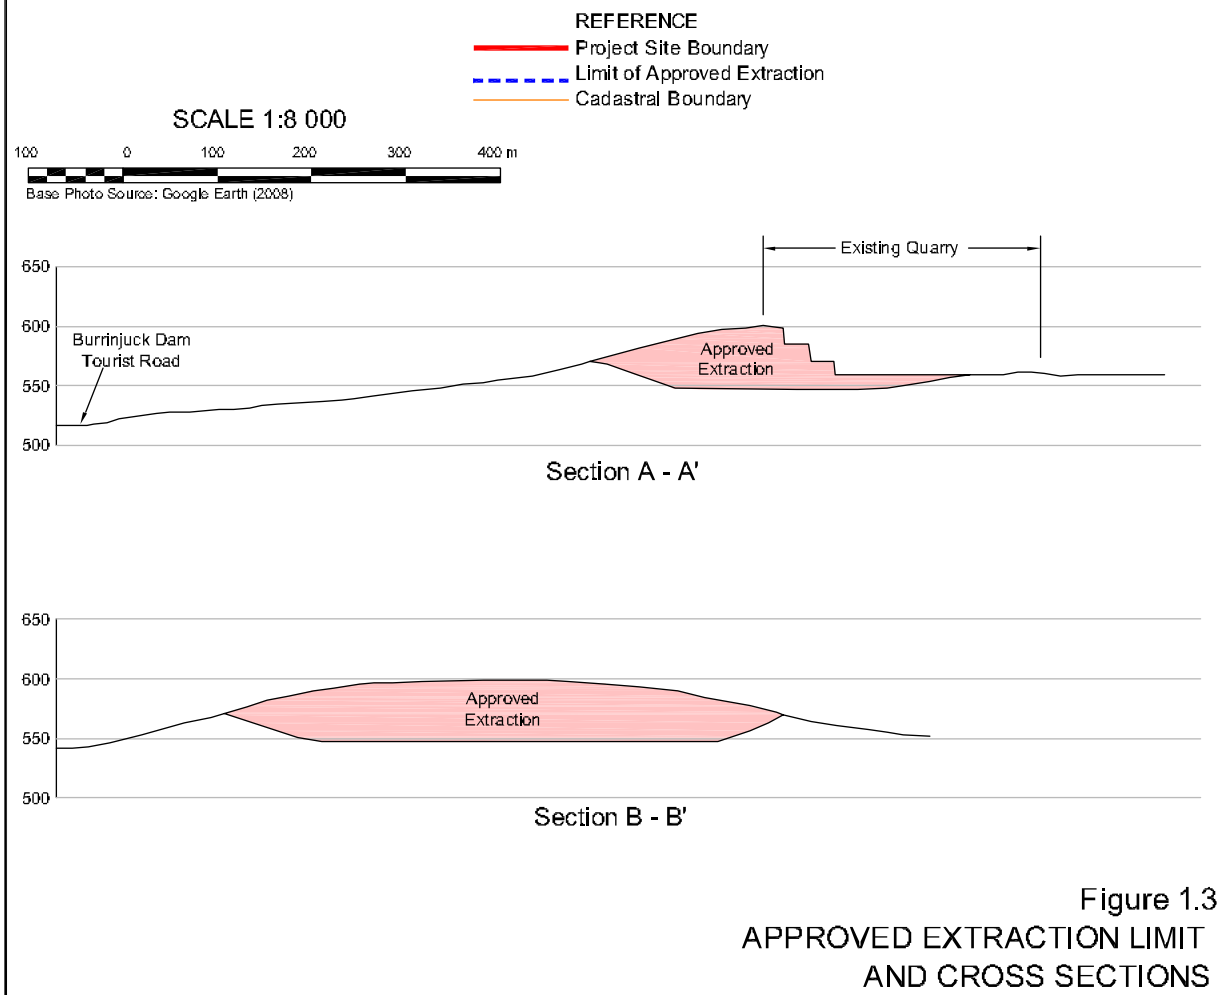 REFERENCE
Project Site Boundary
Limit of Approved Extraction
Cadastral Boundary
SCALE 1:8 000
100 0 100 200 300 400 m
Base Photo Source: Google Earth (2008)
Existing Quarry
650
600
550
500
Burrinjuck Dam
Tourist Road
Approved
Extraction
Section A - A'
650
600
550
500
Approved
Extraction
Section B - B'
Figure 1.3
APPROVED EXTRACTION LIMIT
AND CROSS SECTIONS